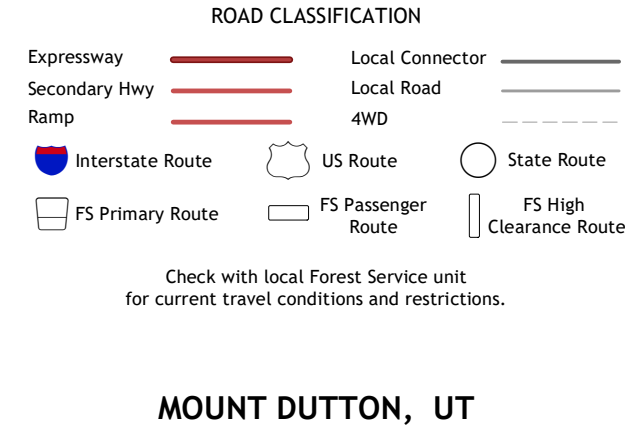 ROAD CLASSIFICATION
Expressway
Local Connector
Secondary Hwy
Local Road
Ramp
4WD
Interstate Route
US Route
State Route
FS Primary Route
FS Passenger
Route
FS High
Clearance Route
Check with local Forest Service unit
for current travel conditions and restrictions.
MOUNT DUTTON, UT